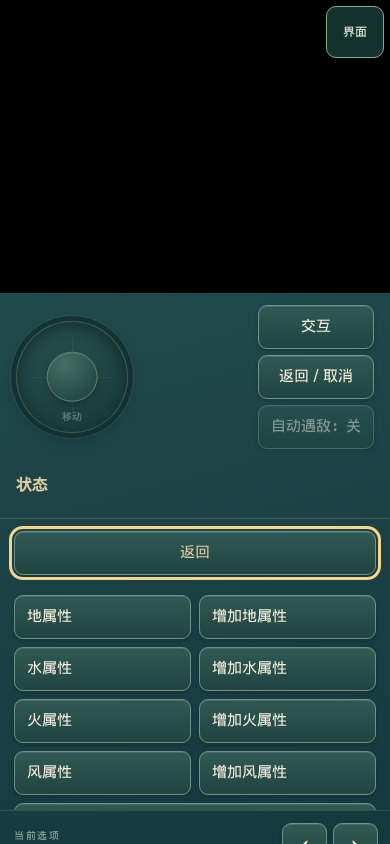 界面
交互
返回 / 取消
移动
自动遇敌：关
状态
返回
地属性
增加地属性
水属性
增加水属性
火属性
增加火属性
风属性
增加风属性
当前选项